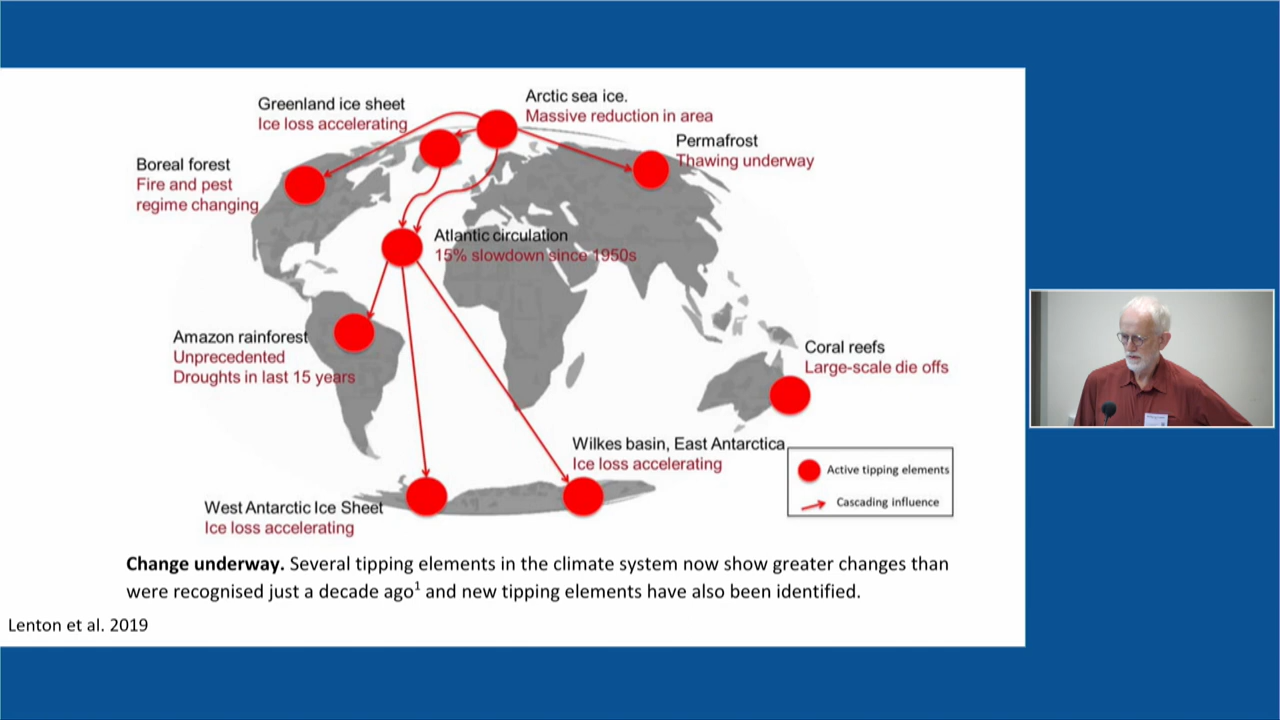 Greenland ice sheet
Ice loss accelerating
Arctic sea ice.
Massive reduction in area
Permafrost
Thawing underway
Boreal forest
Fire and pest
regime changing
Atlantic circulation
15% slowdown since 1950s
Amazon rainforest
Unprecedented
Droughts in last 15 years
Coral reefs
Large-scale die offs
Wilkes basin, East Antarctica
Ice loss accelerating
Active tipping elements
Cascading influence
West Antarctic Ice Sheet
Ice loss accelerating
Change underway. Several tipping elements in the climate system now show greater changes than
were recognised just a decade ago¹ and new tipping elements have also been identified.
Lenton et al. 2019